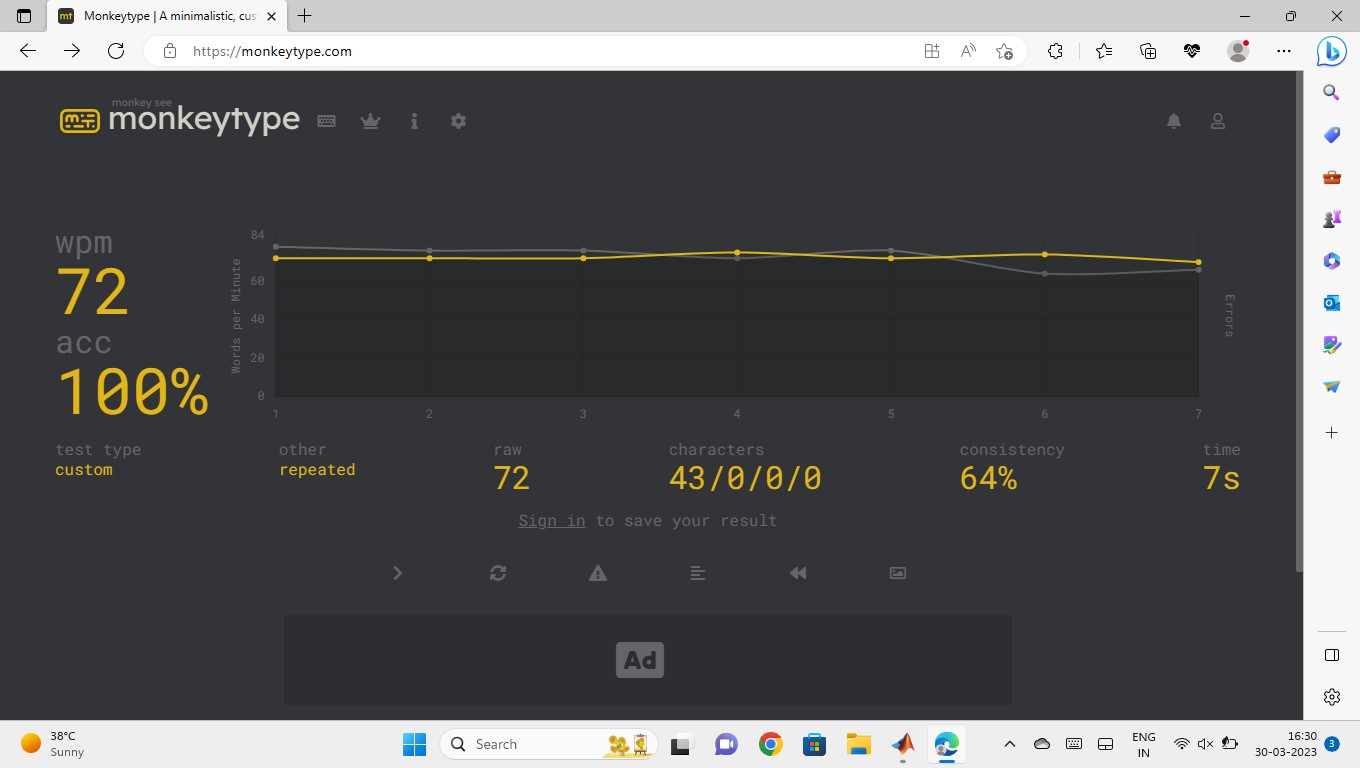 Monkeytype | A minimalistic, cus
https://monkeytype.com
monkey see
monkeytype
wpm
72
acc
100%
Words per Minute
84
60
40
20
0
1 2 3 4 5 6 7
Errors
test type
custom
other
repeated
raw
72
characters
43/0/0/0
consistency
64%
time
7s
Sign in to save your result
Ad
38°C
Sunny
Search
ENG
IN
16:30
30-03-2023
3